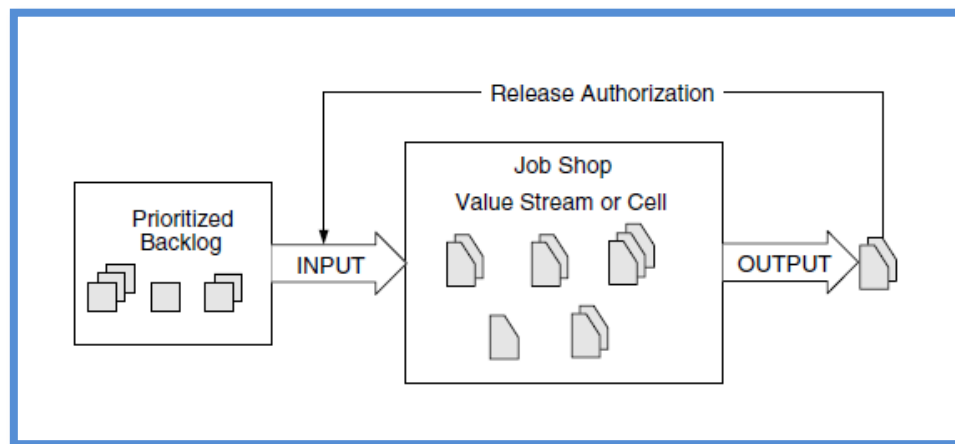 Release Authorization
Job Shop
Value Stream or Cell
Prioritized
Backlog
INPUT
OUTPUT